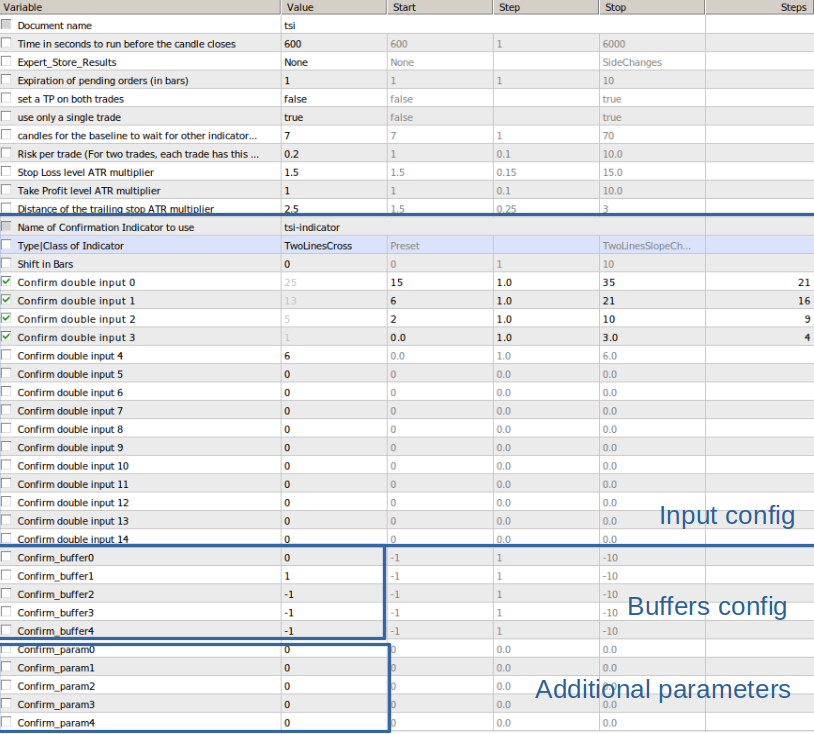 Variable Value Start Step Stop Steps
Document name tsi
Time in seconds to run before the candle closes 600 600 1 6000
Expert_Store_Results None None SideChanges
Expiration of pending orders (in bars) 1 1 1 10
set a TP on both trades false false true
use only a single trade true false true
candles for the baseline to wait for other indicator... 7 7 1 70
Risk per trade (For two trades, each trade has this ... 0.2 1 0.1 10.0
Stop Loss level ATR multiplier 1.5 1.5 0.15 15.0
Take Profit level ATR multiplier 1 1 0.1 10.0
Distance of the trailing stop ATR multiplier 2.5 1.5 0.25 3
Name of Confirmation Indicator to use tsi-indicator
Type|Class of Indicator TwoLinesCross Preset TwoLinesSlopeCh...
Shift in Bars 0 0 1 10
Confirm double input 0 25 15 1.0 35 21
Confirm double input 1 13 6 1.0 21 16
Confirm double input 2 5 2 1.0 10 9
Confirm double input 3 1 0.0 1.0 3.0 4
Confirm double input 4 6 0.0 1.0 6.0
Confirm double input 5 0 0 0.0 0.0
Confirm double input 6 0 0 0.0 0.0
Confirm double input 7 0 0 0.0 0.0
Confirm double input 8 0 0 0.0 0.0
Confirm double input 9 0 0 0.0 0.0
Confirm double input 10 0 0 0.0 0.0
Confirm double input 11 0 0 0.0 0.0
Confirm double input 12 0 0 0.0 0.0
Confirm double input 13 0 0 0.0 0.0
Input config
Confirm double input 14 0 0 0.0 0.0
Confirm_buffer0 0 -1 1 -10
Confirm_buffer1 1 -1 1 -10
Confirm_buffer2 -1 -1 1 -10
Buffers config
Confirm_buffer3 -1 -1 1 -10
Confirm_buffer4 -1 -1 1 -10
Confirm_param0 0 0 0.0 0.0
Confirm_param1 0 0 0.0 0.0
Confirm_param2 0 0 0.0 0.0
Additional parameters
Confirm_param3 0 0 0.0 0.0
Confirm_param4 0 0 0.0 0.0